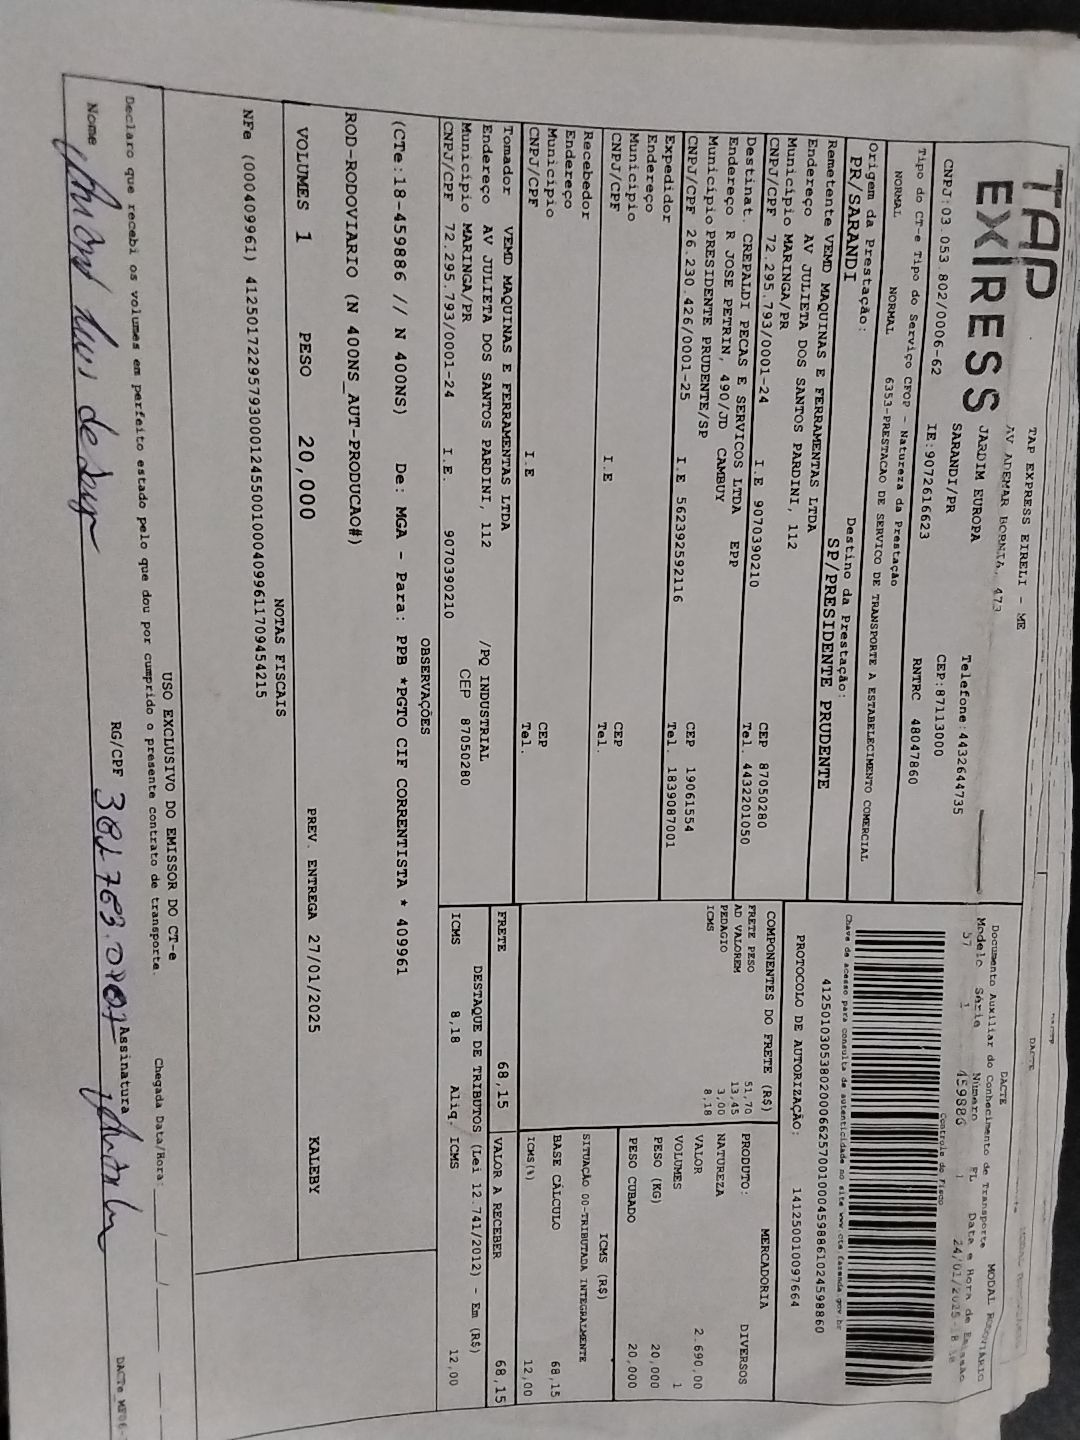 TAP EXPRESS
TAP EXPRESS EIRELI - ME
AV ADEMAR BORNIA, 473
JARDIM EUROPA
SARANDI/PR
Telefone:4432644735
CEP:87113000
CNPJ:03.053.802/0006-62 IE:9072616623 RNTRC 48047860
Tipo do CT-e Tipo do Serviço CFOP - Natureza da Prestação
NORMAL NORMAL 6353-PRESTACAO DE SERVICO DE TRANSPORTE A ESTABELECIMENTO COMERCIAL
Origem da Prestação: Destino da Prestação:
PR/SARANDI SP/PRESIDENTE PRUDENTE
Remetente VEMD MAQUINAS E FERRAMENTAS LTDA
Endereço AV JULIETA DOS SANTOS PARDINI, 112
Município MARINGA/PR CEP 87050280
CNPJ/CPF 72.295.793/0001-24 I.E 9070390210 Tel. 4432201050
Destinat. CREPALDI PECAS E SERVICOS LTDA EPP
Endereço R JOSE PETRIN, 490/JD CAMBUY
Município PRESIDENTE PRUDENTE/SP CEP 19061554
CNPJ/CPF 26.230.426/0001-25 I.E 562392592116 Tel. 1839087001
Expedidor
Endereço
Município CEP
CNPJ/CPF I.E Tel.
Recebedor
Endereço
Município CEP
CNPJ/CPF I.E Tel.
Tomador VEMD MAQUINAS E FERRAMENTAS LTDA
Endereço AV JULIETA DOS SANTOS PARDINI, 112 /PQ INDUSTRIAL
Município MARINGA/PR CEP 87050280
CNPJ/CPF 72.295.793/0001-24 I.E. 9070390210
DACTE
Documento Auxiliar do Conhecimento de Transporte MODAL RODOVIÁRIO
Modelo Série Número FL Data e Hora de Emissão
57 1 459886 1 24/01/2025
Controle do Fisco
Chave de acesso para consulta de autenticidade no site www.cte.fazenda.gov.br
41250103053802000662570010004598861024598860
PROTOCOLO DE AUTORIZAÇÃO: 141250010097664
COMPONENTES DO FRETE (R$)
FRETE PESO 51,70
AD VALOREM 13,45
PEDAGIO 3,00
ICMS 8,18
MERCADORIA
PRODUTO: DIVERSOS
NATUREZA
VALOR 2.690,00
VOLUMES 1
PESO (KG) 20,000
PESO CUBADO 20,000
ICMS (R$)
SITUAÇÃO 00-TRIBUTADA INTEGRALMENTE
BASE CÁLCULO 68,15
ICMS(%) 12,00
FRETE 68,15 VALOR A RECEBER 68,15
DESTAQUE DE TRIBUTOS (Lei 12.741/2012) - Em (R$)
ICMS 8,18 Aliq. ICMS 12,00
OBSERVAÇÕES
(CTe:18-459886 // N 400NS) De: MGA - Para: PPB *PGTO CIF CORRENTISTA * 409961
ROD-RODOVIARIO (N 400NS_AUT-PRODUCAO#)
VOLUMES 1 PESO 20,000 PREV. ENTREGA 27/01/2025 KALEBY
NOTAS FISCAIS
NFe (000409961) 41250172295793000124550010004099611709454215
USO EXCLUSIVO DO EMISSOR DO CT-e
Declaro que recebi os volumes em perfeito estado pelo que dou por cumprido o presente contrato de transporte. Chegada Data/Hora: __/__/__
Nome RG/CPF Assinatura